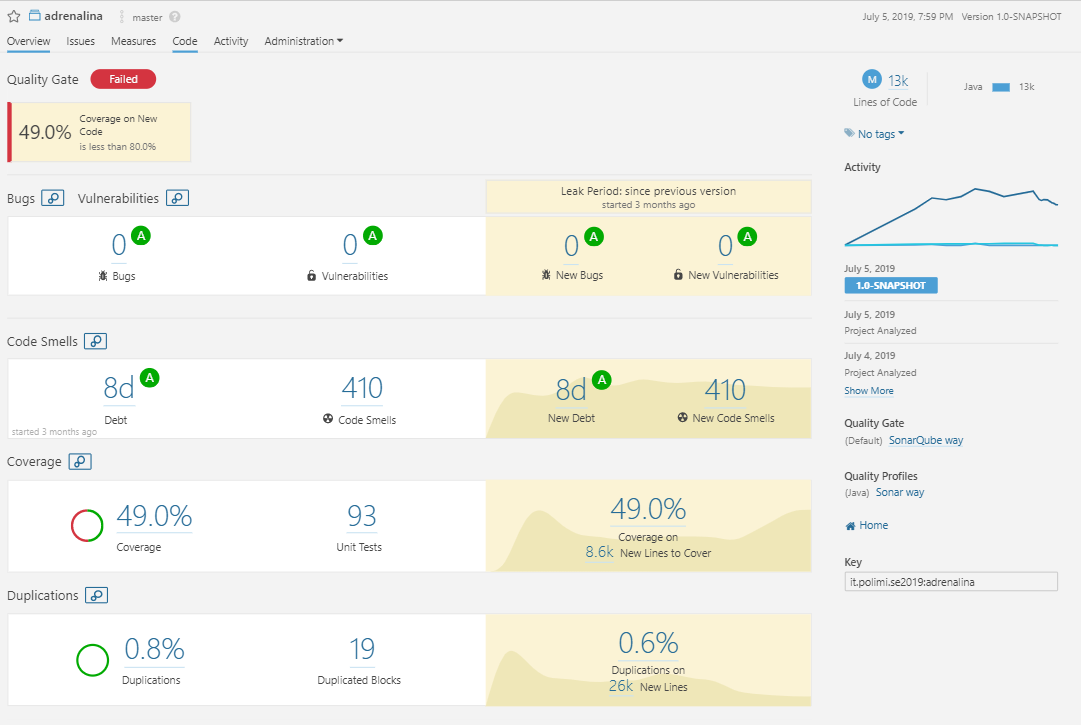 adrenalina master ?
July 5, 2019, 7:59 PM Version 1.0-SNAPSHOT
Overview Issues Measures Code Activity Administration
Quality Gate Failed
49.0%
Coverage on New
Code
is less than 80.0%
Bugs Vulnerabilities
Leak Period: since previous version
started 3 months ago
0 A
Bugs
0 A
Vulnerabilities
0 A
New Bugs
0 A
New Vulnerabilities
Code Smells
8d A
Debt
started 3 months ago
410
Code Smells
8d A
New Debt
410
New Code Smells
Coverage
49.0%
Coverage
93
Unit Tests
49.0%
Coverage on
8.6k New Lines to Cover
Duplications
0.8%
Duplications
19
Duplicated Blocks
0.6%
Duplications on
26k New Lines
M 13k
Lines of Code
Java 13k
No tags
Activity
July 5, 2019
1.0-SNAPSHOT
July 5, 2019
Project Analyzed
July 4, 2019
Project Analyzed
Show More
Quality Gate
(Default) SonarQube way
Quality Profiles
(Java) Sonar way
Home
Key
it.polimi.se2019:adrenalina